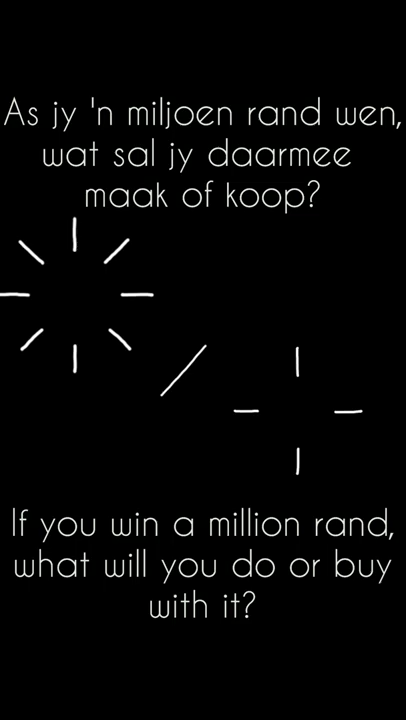 As jy 'n miljoen rand wen,
wat sal jy daarmee
maak of koop?
If you win a million rand,
what will you do or buy
with it?